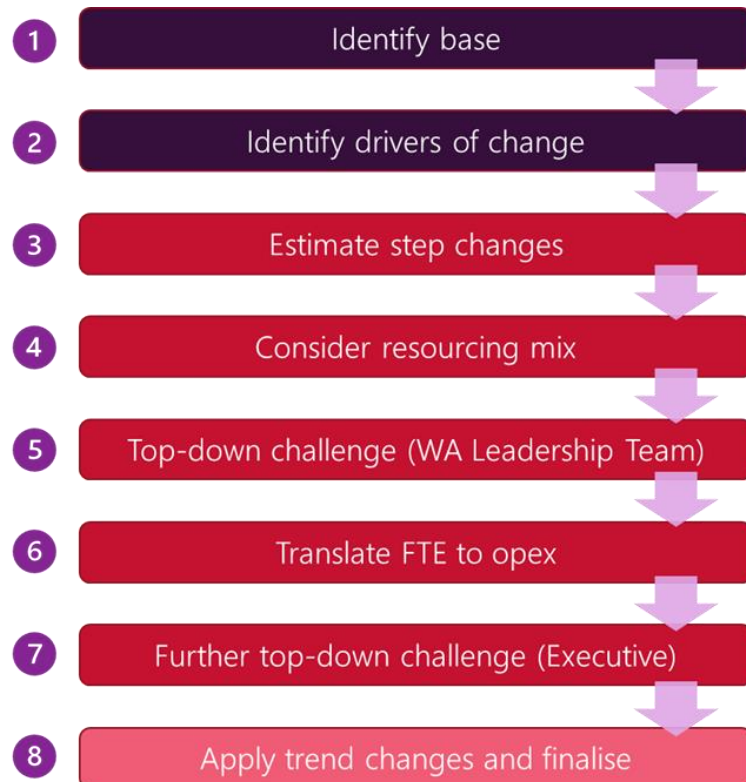 1 Identify base
2 Identify drivers of change
3 Estimate step changes
4 Consider resourcing mix
5 Top-down challenge (WA Leadership Team)
6 Translate FTE to opex
7 Further top-down challenge (Executive)
8 Apply trend changes and finalise